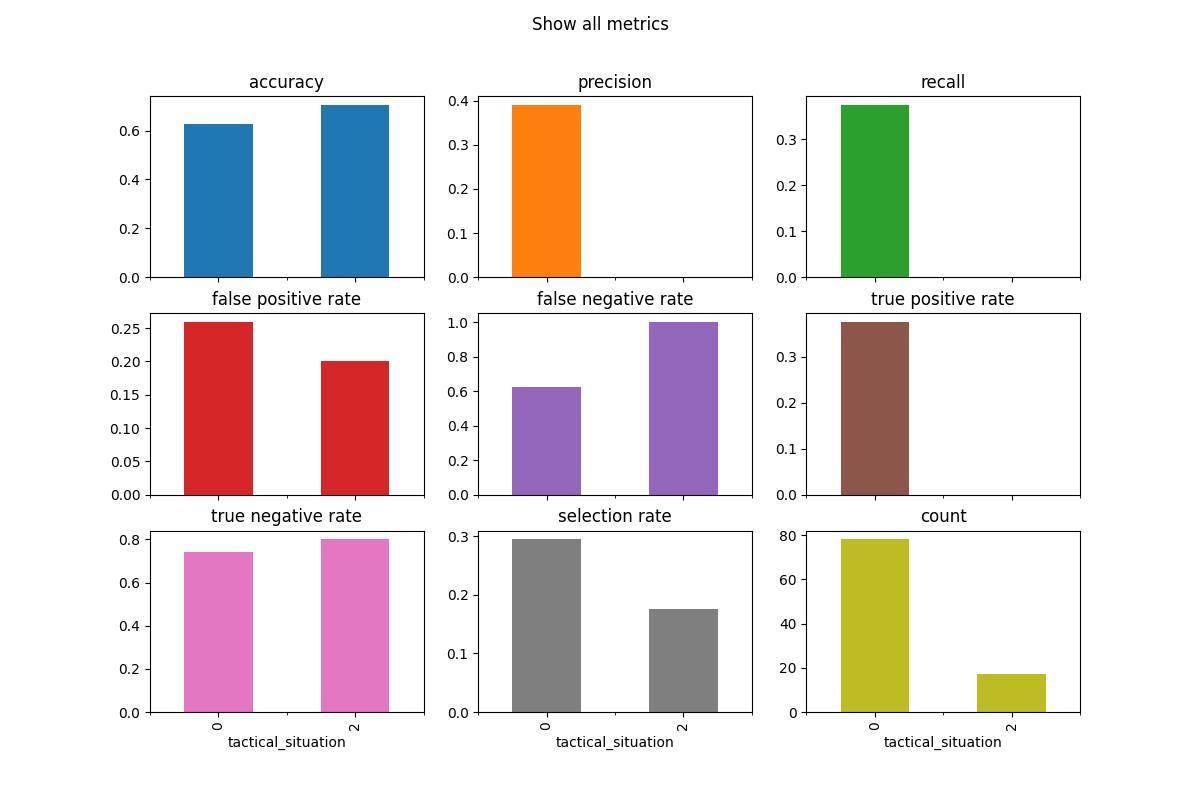 Show all metrics
accuracy precision recall
0.6 0.4 0.2 0.0
0.4 0.3 0.2 0.1 0.0
0.3 0.2 0.1 0.0
false positive rate false negative rate true positive rate
0.25 0.20 0.15 0.10 0.05 0.00
1.0 0.8 0.6 0.4 0.2 0.0
0.3 0.2 0.1 0.0
true negative rate selection rate count
0.8 0.6 0.4 0.2 0.0
0.3 0.2 0.1 0.0
80 60 40 20 0
0 2 0 2 0 2
tactical_situation tactical_situation tactical_situation